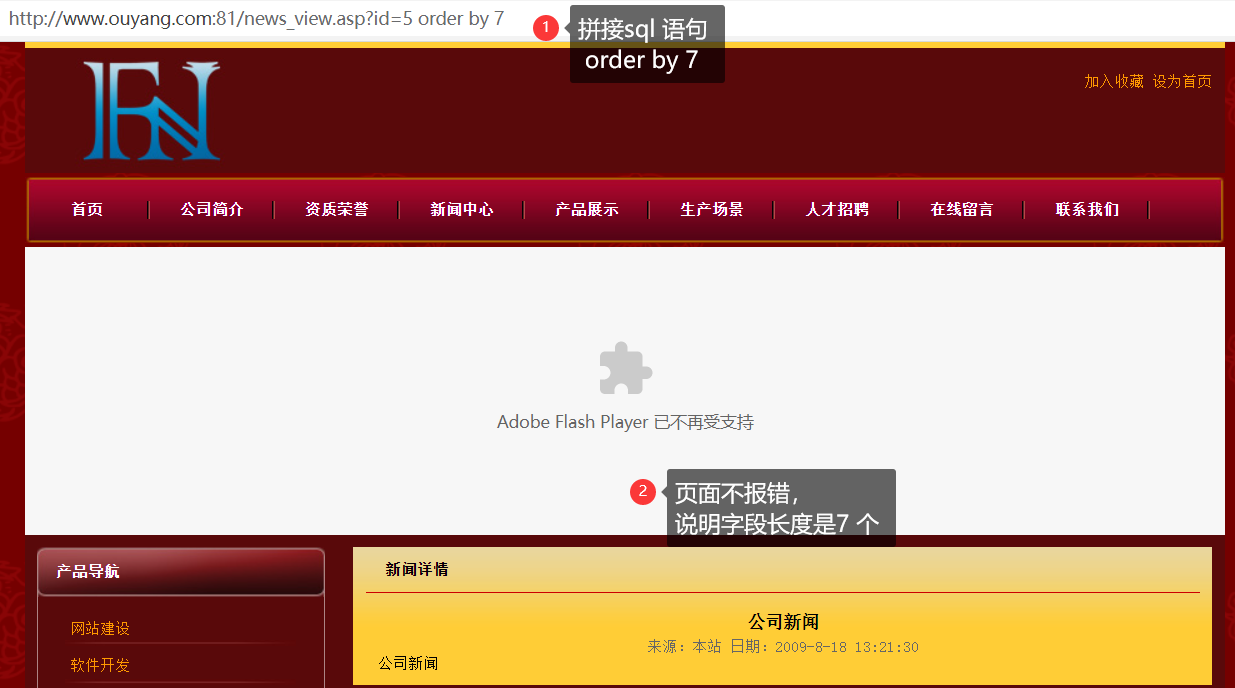 http://www.ouyang.com:81/news_view.asp?id=5 order by 7
1
拼接sql 语句
order by 7
FN
加入收藏 设为首页
首页 公司简介 资质荣誉 新闻中心 产品展示 生产场景 人才招聘 在线留言 联系我们
Adobe Flash Player 已不再受支持
2
页面不报错，
说明字段长度是7 个
产品导航
新闻详情
网站建设
公司新闻
来源：本站 日期：2009-8-18 13:21:30
软件开发
公司新闻